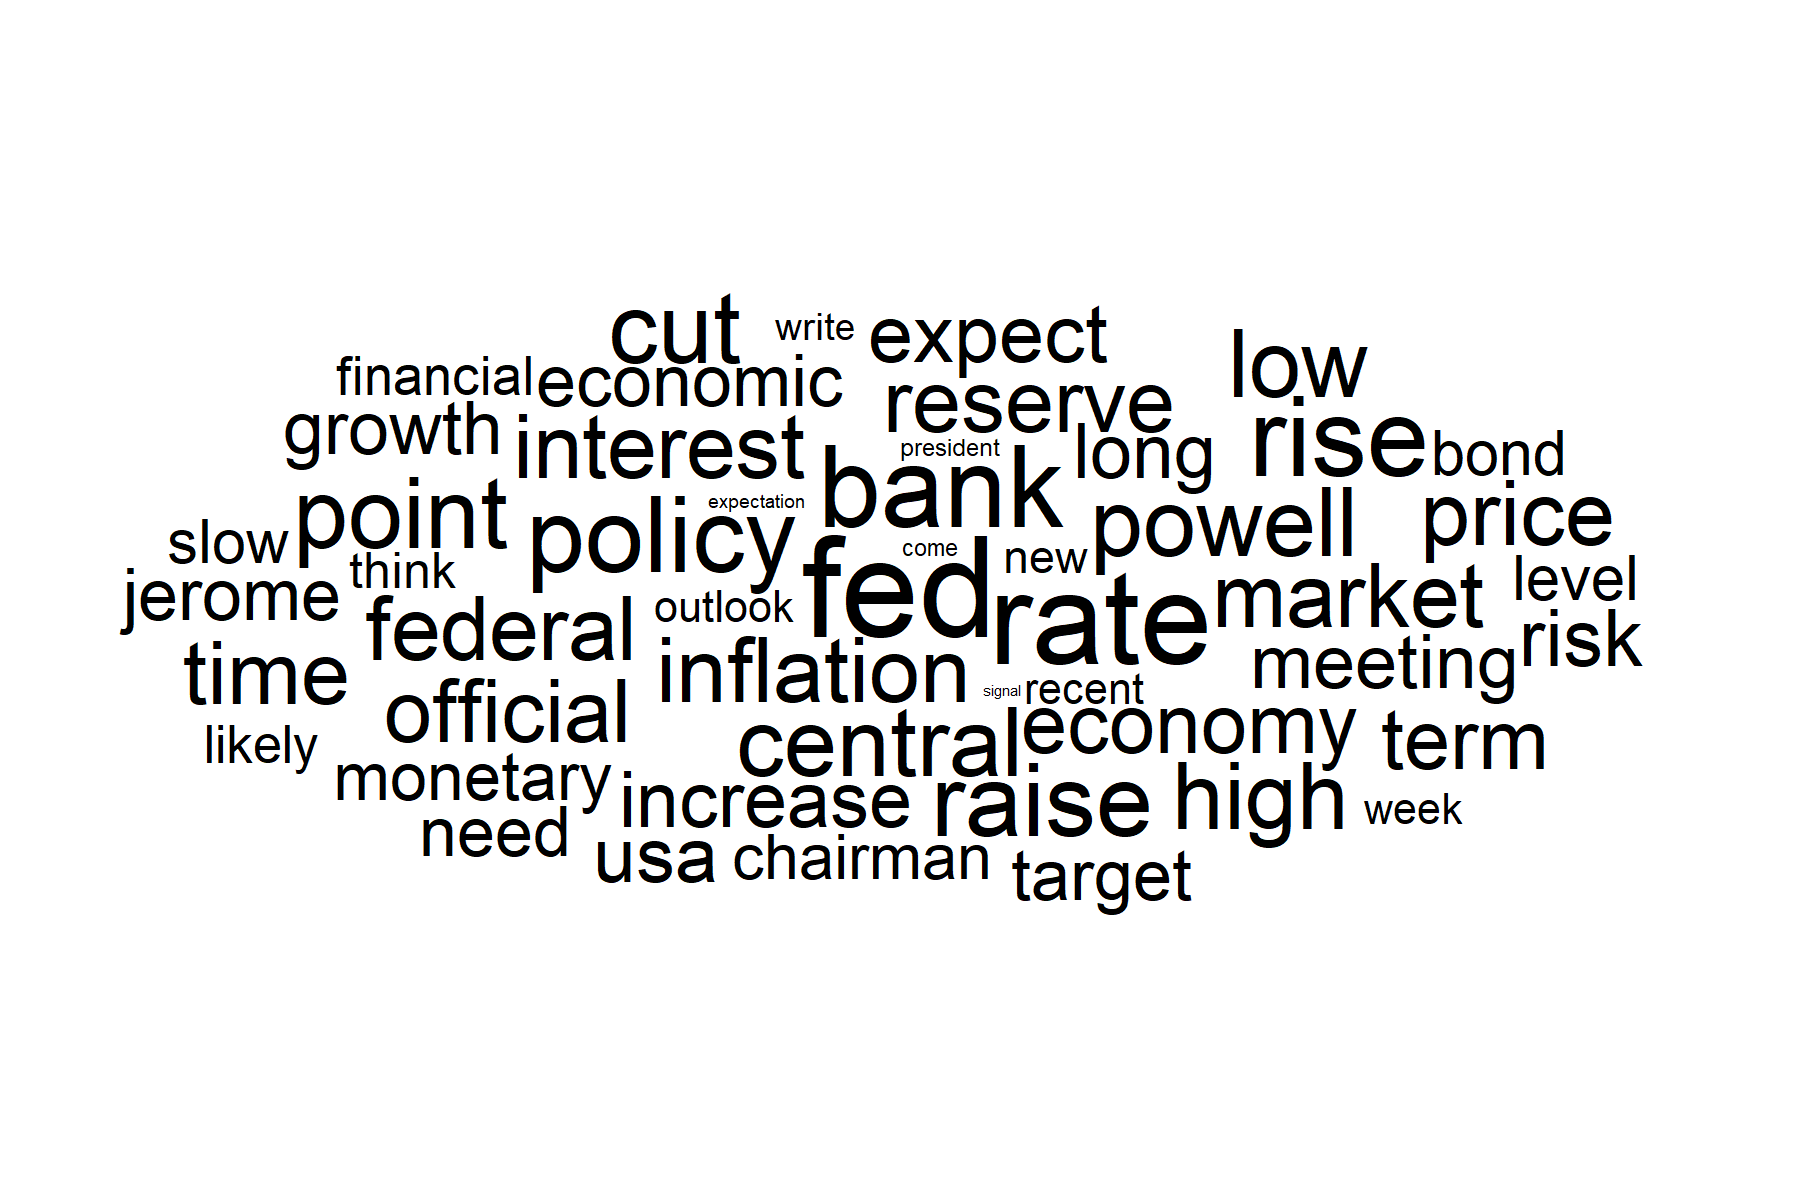 cut write expect
financial economic reserve low
growth interest president long rise bond
point policy expectation bank powell price
slow think come new level
jerome federal outlook fed rate market risk
time official inflation signal recent meeting
likely central economy term
monetary increase raise high week
need usa chairman target